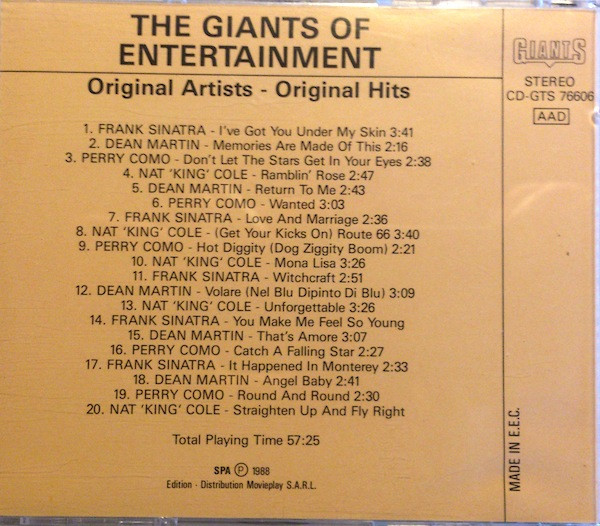 THE GIANTS OF
ENTERTAINMENT
Original Artists - Original Hits
1. FRANK SINATRA - I've Got You Under My Skin 3:41
2. DEAN MARTIN - Memories Are Made Of This 2:16
3. PERRY COMO - Don't Let The Stars Get In Your Eyes 2:38
4. NAT 'KING' COLE - Ramblin' Rose 2:47
5. DEAN MARTIN - Return To Me 2:43
6. PERRY COMO - Wanted 3:03
7. FRANK SINATRA - Love And Marriage 2:36
8. NAT 'KING' COLE - (Get Your Kicks On) Route 66 3:40
9. PERRY COMO - Hot Diggity (Dog Ziggity Boom) 2:21
10. NAT 'KING' COLE - Mona Lisa 3:26
11. FRANK SINATRA - Witchcraft 2:51
12. DEAN MARTIN - Volare (Nel Blu Dipinto Di Blu) 3:09
13. NAT 'KING' COLE - Unforgettable 3:26
14. FRANK SINATRA - You Make Me Feel So Young
15. DEAN MARTIN - That's Amore 3:07
16. PERRY COMO - Catch A Falling Star 2:27
17. FRANK SINATRA - It Happened In Monterey 2:33
18. DEAN MARTIN - Angel Baby 2:41
19. PERRY COMO - Round And Round 2:30
20. NAT 'KING' COLE - Straighten Up And Fly Right
Total Playing Time 57:25
SPA Ⓟ 1988
Edition - Distribution Movieplay S.A.R.L.
GIANTS
STEREO
CD-GTS 76606
AAD
MADE IN E.E.C.